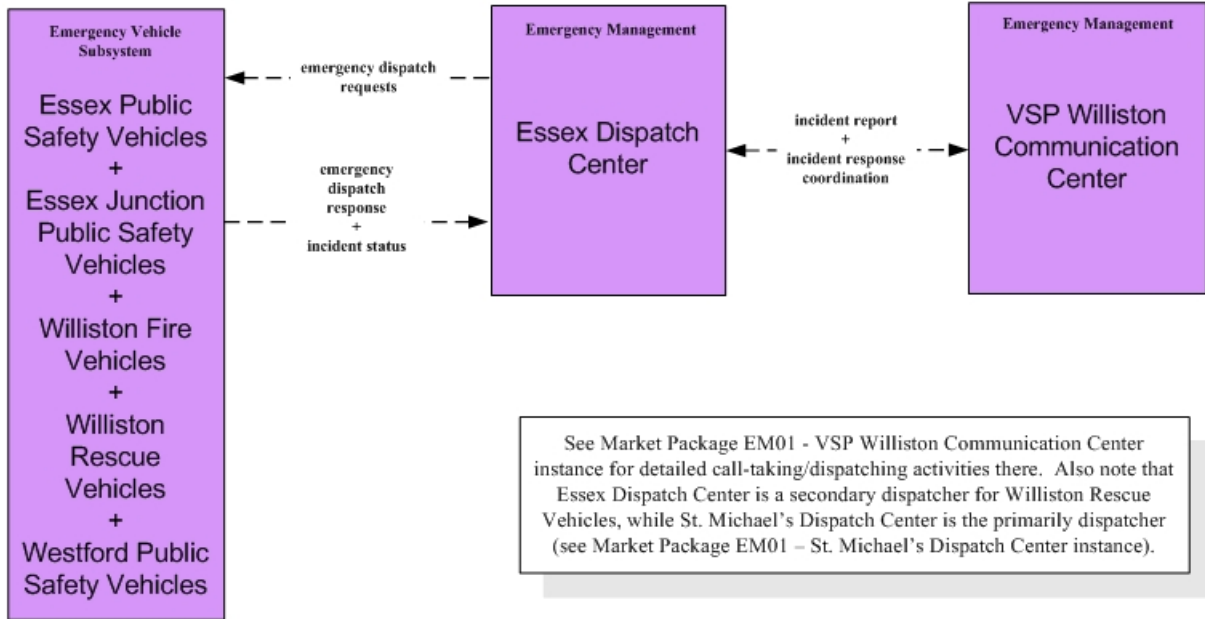 Emergency Vehicle
Subsystem
Essex Public
Safety Vehicles
+
Essex Junction
Public Safety
Vehicles
+
Williston Fire
Vehicles
+
Williston
Rescue
Vehicles
+
Westford Public
Safety Vehicles
emergency dispatch
requests
emergency
dispatch
response
+
incident status
Emergency Management
Essex Dispatch
Center
incident report
+
incident response
coordination
Emergency Management
VSP Williston
Communication
Center
See Market Package EM01 - VSP Williston Communication Center
instance for detailed call-taking/dispatching activities there.  Also note that
Essex Dispatch Center is a secondary dispatcher for Williston Rescue
Vehicles, while St. Michael’s Dispatch Center is the primarily dispatcher
(see Market Package EM01 – St. Michael’s Dispatch Center instance).